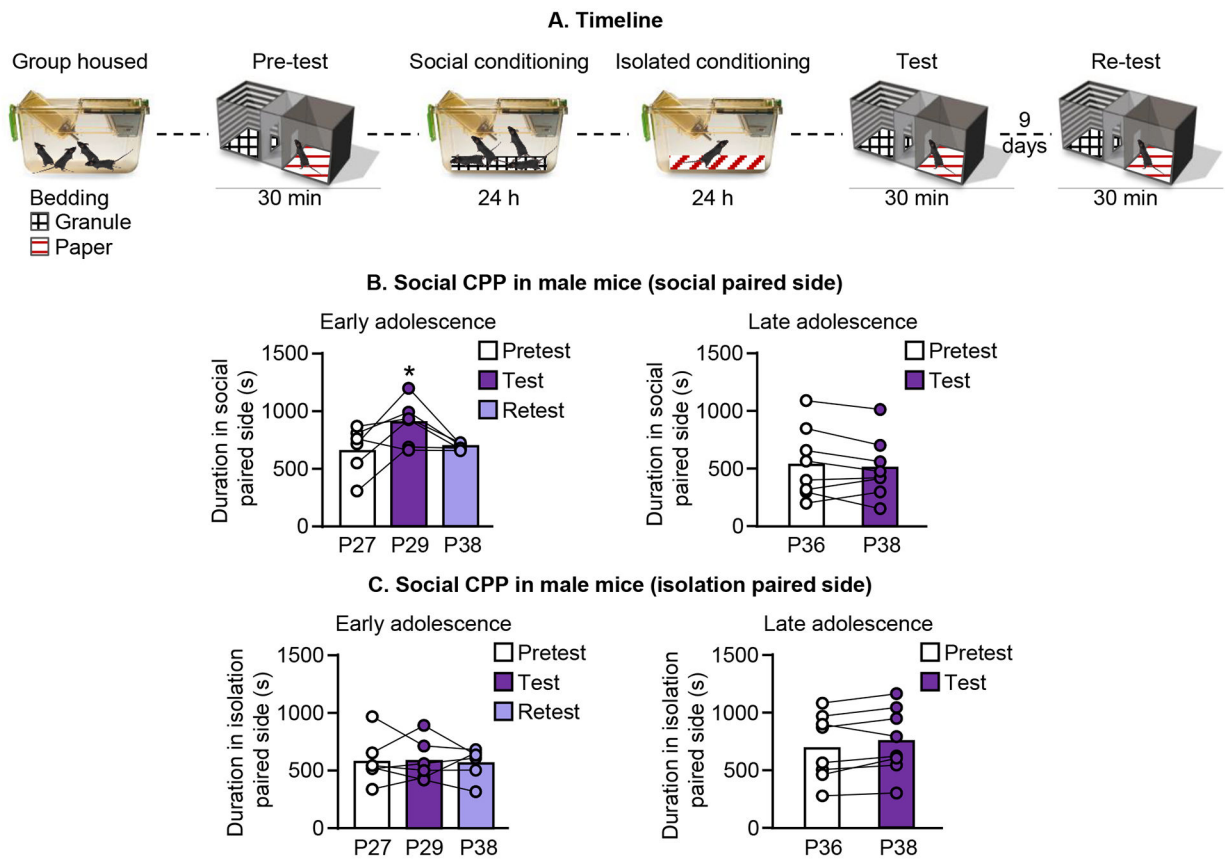 A. Timeline
Group housed
Pre-test
Social conditioning
Isolated conditioning
Test
Re-test
9
days
Bedding
Granule
Paper
30 min
24 h
24 h
30 min
30 min
B. Social CPP in male mice (social paired side)
Early adolescence
Duration in social
paired side (s)
1500
1000
500
0
*
Pretest
Test
Retest
P27
P29
P38
Late adolescence
Duration in social
paired side (s)
1500
1000
500
0
Pretest
Test
P36
P38
C. Social CPP in male mice (isolation paired side)
Early adolescence
Duration in isolation
paired side (s)
1500
1000
500
0
Pretest
Test
Retest
P27
P29
P38
Late adolescence
Duration in isolation
paired side (s)
1500
1000
500
0
Pretest
Test
P36
P38